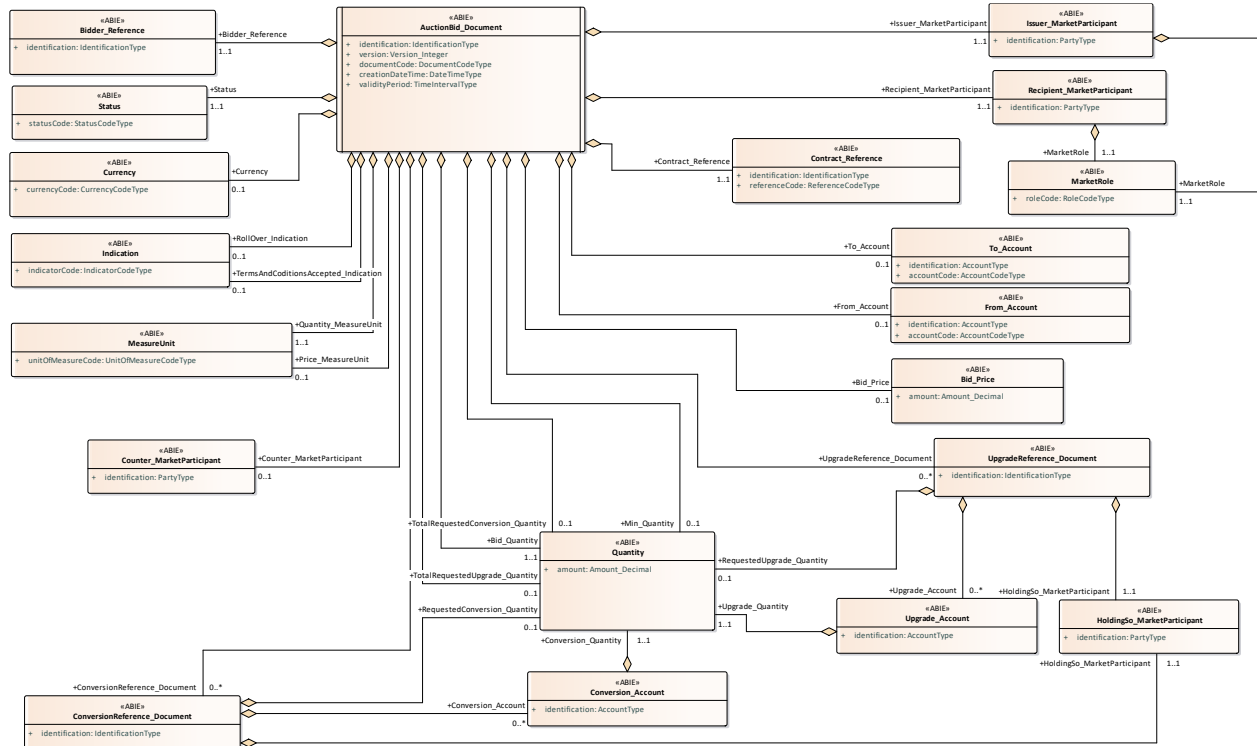 «ABIE»
Bidder_Reference
+ identification: IdentificationType
+Bidder_Reference
1..1
«ABIE»
AuctionBid_Document
+ identification: IdentificationType
+ version: Version_Integer
+ documentCode: DocumentCodeType
+ creationDateTime: DateTimeType
+ validityPeriod: TimeIntervalType
+Issuer_MarketParticipant
1..1
«ABIE»
Issuer_MarketParticipant
+ identification: PartyType
«ABIE»
Status
+ statusCode: StatusCodeType
+Status
1..1
+Recipient_MarketParticipant
1..1
«ABIE»
Recipient_MarketParticipant
+ identification: PartyType
«ABIE»
Currency
+ currencyCode: CurrencyCodeType
+Currency
0..1
+Contract_Reference
1..1
«ABIE»
Contract_Reference
+ identification: IdentificationType
+ referenceCode: ReferenceCodeType
+MarketRole
1..1
«ABIE»
MarketRole
+ roleCode: RoleCodeType
+MarketRole
1..1
«ABIE»
Indication
+ indicatorCode: IndicatorCodeType
+RollOver_Indication
0..1
+TermsAndCoditionsAccepted_Indication
0..1
+To_Account
0..1
«ABIE»
To_Account
+ identification: AccountType
+ accountCode: AccountCodeType
+From_Account
0..1
«ABIE»
From_Account
+ identification: AccountType
+ accountCode: AccountCodeType
«ABIE»
MeasureUnit
+ unitOfMeasureCode: UnitOfMeasureCodeType
+Quantity_MeasureUnit
1..1
+Price_MeasureUnit
0..1
+Bid_Price
0..1
«ABIE»
Bid_Price
+ amount: Amount_Decimal
«ABIE»
Counter_MarketParticipant
+ identification: PartyType
+Counter_MarketParticipant
0..1
+UpgradeReference_Document
0..*
«ABIE»
UpgradeReference_Document
+ identification: IdentificationType
+TotalRequestedConversion_Quantity
0..1
+Min_Quantity
0..1
+Bid_Quantity
1..1
+TotalRequestedUpgrade_Quantity
0..1
+RequestedConversion_Quantity
0..1
«ABIE»
Quantity
+ amount: Amount_Decimal
+RequestedUpgrade_Quantity
0..1
+Upgrade_Quantity
1..1
+Upgrade_Account
0..*
«ABIE»
Upgrade_Account
+ identification: AccountType
+HoldingSo_MarketParticipant
1..1
«ABIE»
HoldingSo_MarketParticipant
+ identification: PartyType
+HoldingSo_MarketParticipant
1..1
+Conversion_Quantity
1..1
«ABIE»
Conversion_Account
+ identification: AccountType
+Conversion_Account
0..*
+ConversionReference_Document
0..*
«ABIE»
ConversionReference_Document
+ identification: IdentificationType